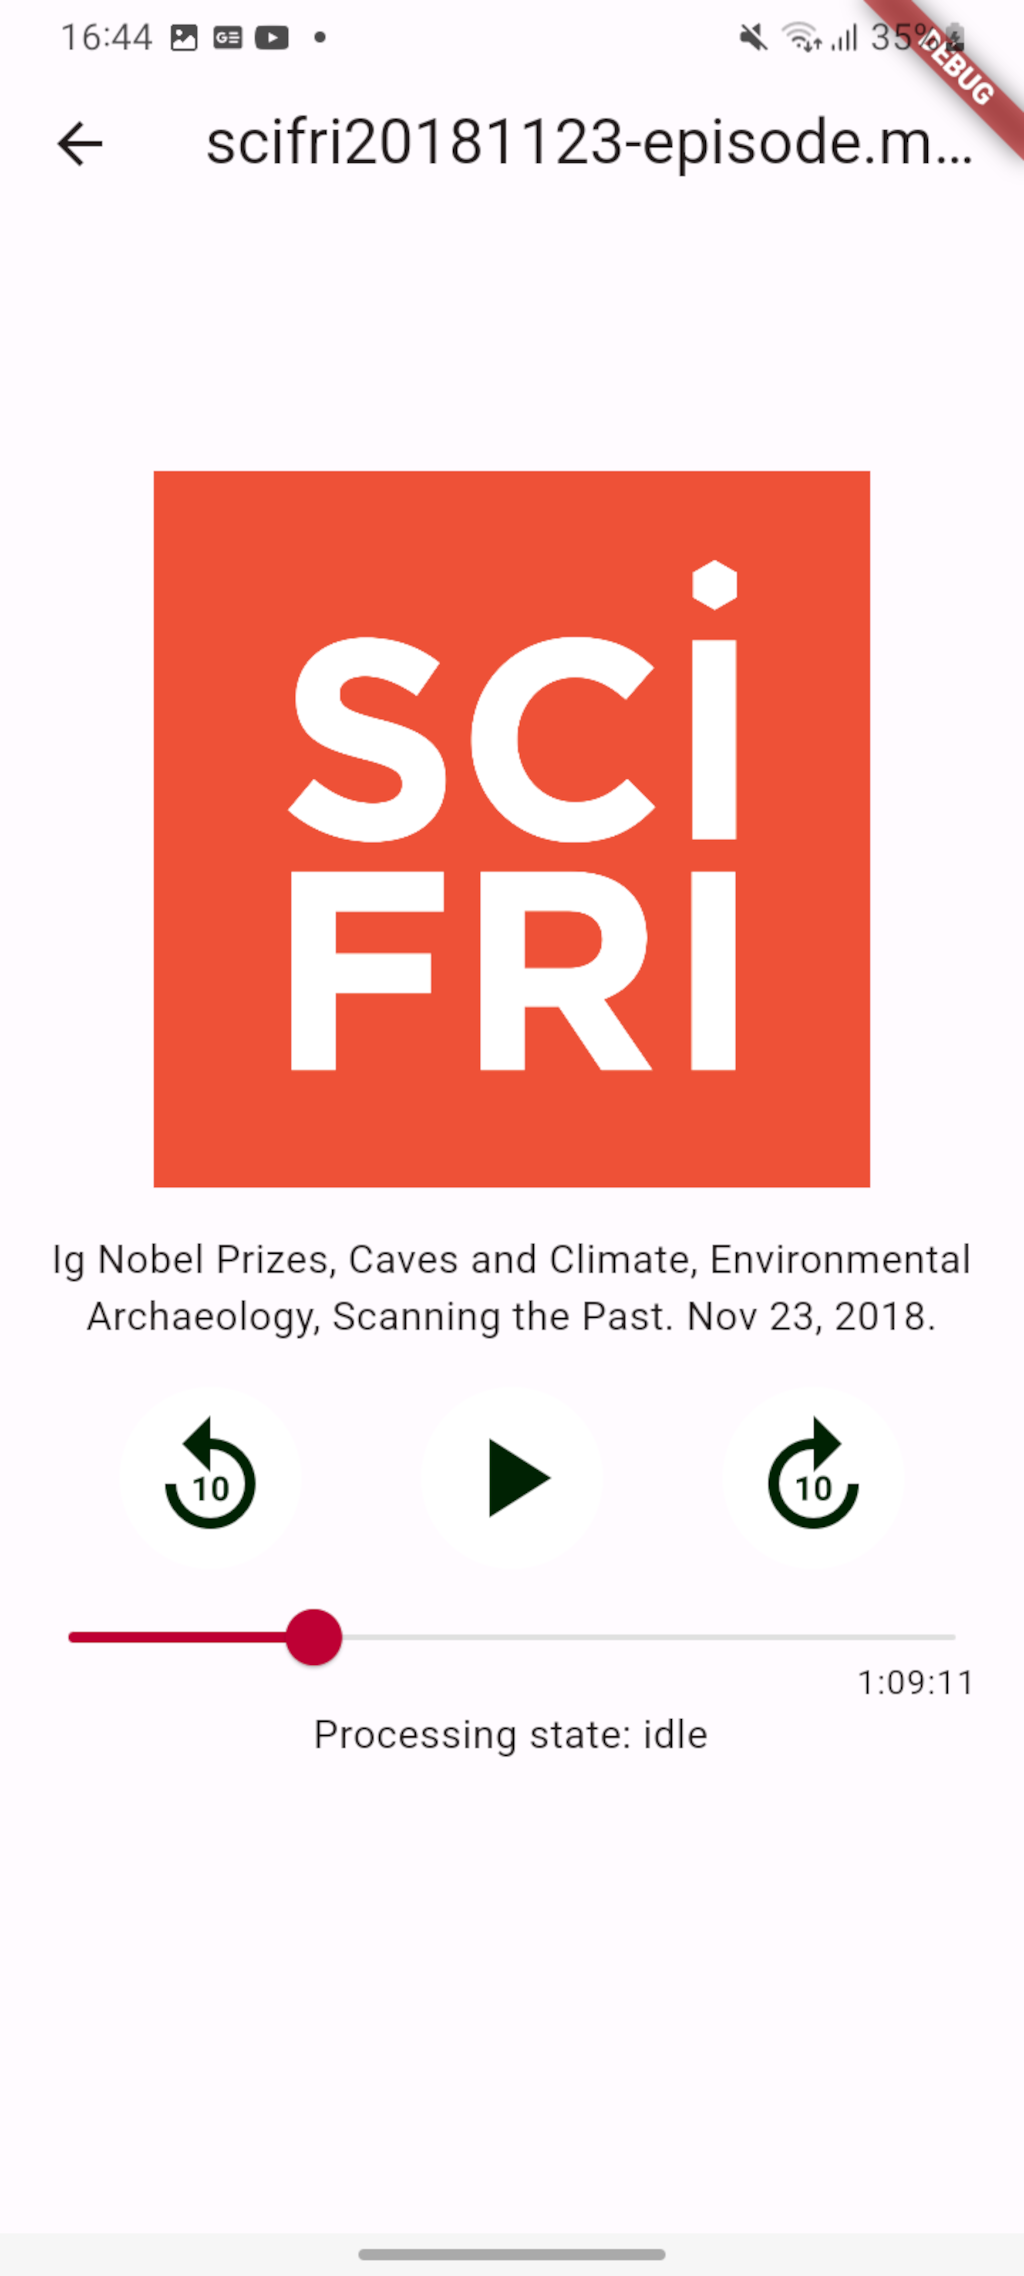 16:44 GE 35%
DEBUG
scifri20181123-episode.m...
SCi
FRI
Ig Nobel Prizes, Caves and Climate, Environmental
Archaeology, Scanning the Past. Nov 23, 2018.
10 10
1:09:11
Processing state: idle